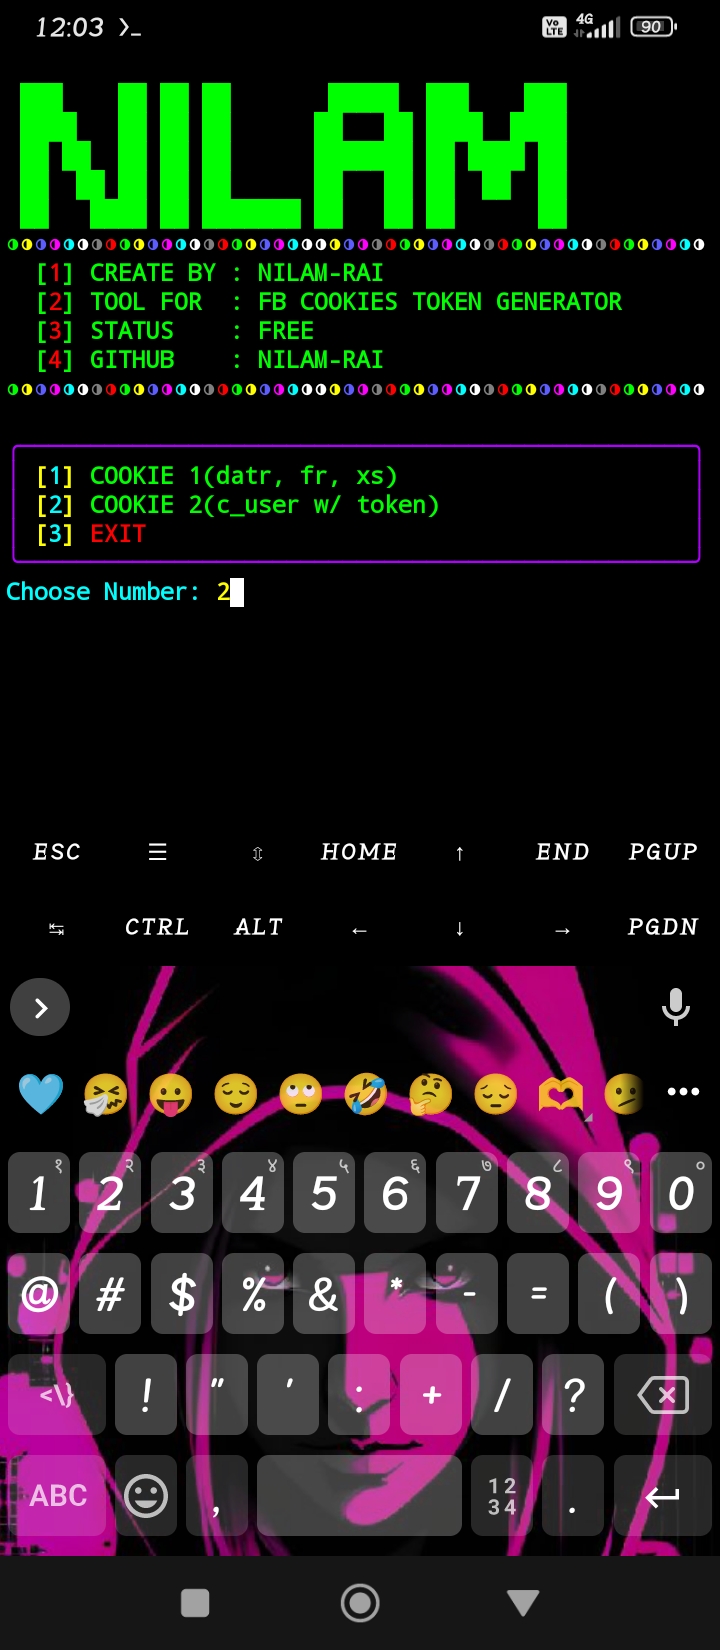 12:03 ❯_ Vo LTE 4G 90
NILAM
[1] CREATE BY : NILAM-RAI
[2] TOOL FOR : FB COOKIES TOKEN GENERATOR
[3] STATUS : FREE
[4] GITHUB : NILAM-RAI
[1] COOKIE 1(datr, fr, xs)
[2] COOKIE 2(c_user w/ token)
[3] EXIT
Choose Number: 2
ESC ☰ ⇳ HOME ↑ END PGUP
↹ CTRL ALT ← ↓ → PGDN
१ २ ३ ४ ५ ६ ७ ८ ९ ०
1 2 3 4 5 6 7 8 9 0
@ # $ % & * - = ( )
<\} ! " ' : + / ?
ABC , 12 34 .